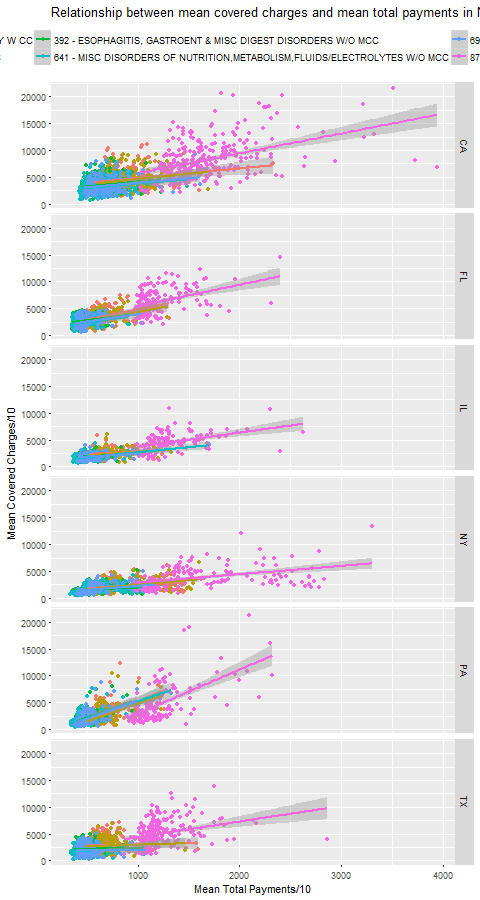 Relationship between mean covered charges and mean total payments in N
Y W CC 392 - ESOPHAGITIS, GASTROENT & MISC DIGEST DISORDERS W/O MCC 69
641 - MISC DISORDERS OF NUTRITION,METABOLISM,FLUIDS/ELECTROLYTES W/O MCC 87
20000
15000
10000
5000
0
CA
20000
15000
10000
5000
0
FL
20000
15000
10000
5000
0
IL
20000
15000
10000
5000
0
NY
20000
15000
10000
5000
0
PA
20000
15000
10000
5000
0
TX
Mean Covered Charges/10
1000 2000 3000 4000
Mean Total Payments/10